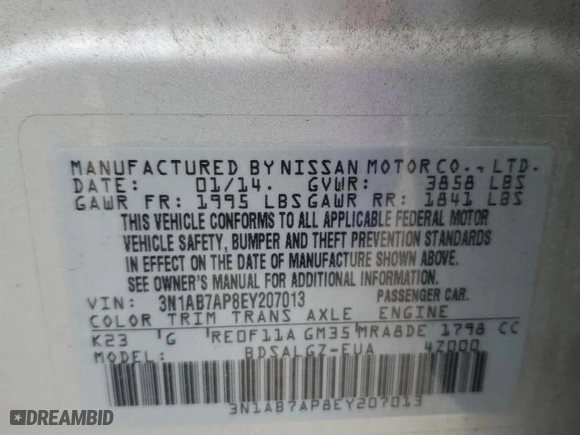 MANUFACTURED BY NISSAN MOTOR CO., LTD.
DATE: 01/14. GVWR: 3858 LBS
GAWR FR: 1995 LBS GAWR RR: 1841 LBS
THIS VEHICLE CONFORMS TO ALL APPLICABLE FEDERAL MOTOR
VEHICLE SAFETY, BUMPER AND THEFT PREVENTION STANDARDS
IN EFFECT ON THE DATE OF MANUFACTURE SHOWN ABOVE.
SEE OWNER'S MANUAL FOR ADDITIONAL INFORMATION.
VIN: 3N1AB7AP8EY207013 PASSENGER CAR.
COLOR TRIM TRANS AXLE ENGINE
K23 G RE0F11A GM35 MRA8DE 1798 CC
MODEL: BDSALGZ-EUA 4Z000
3N1AB7AP8EY207013
DREAMBID